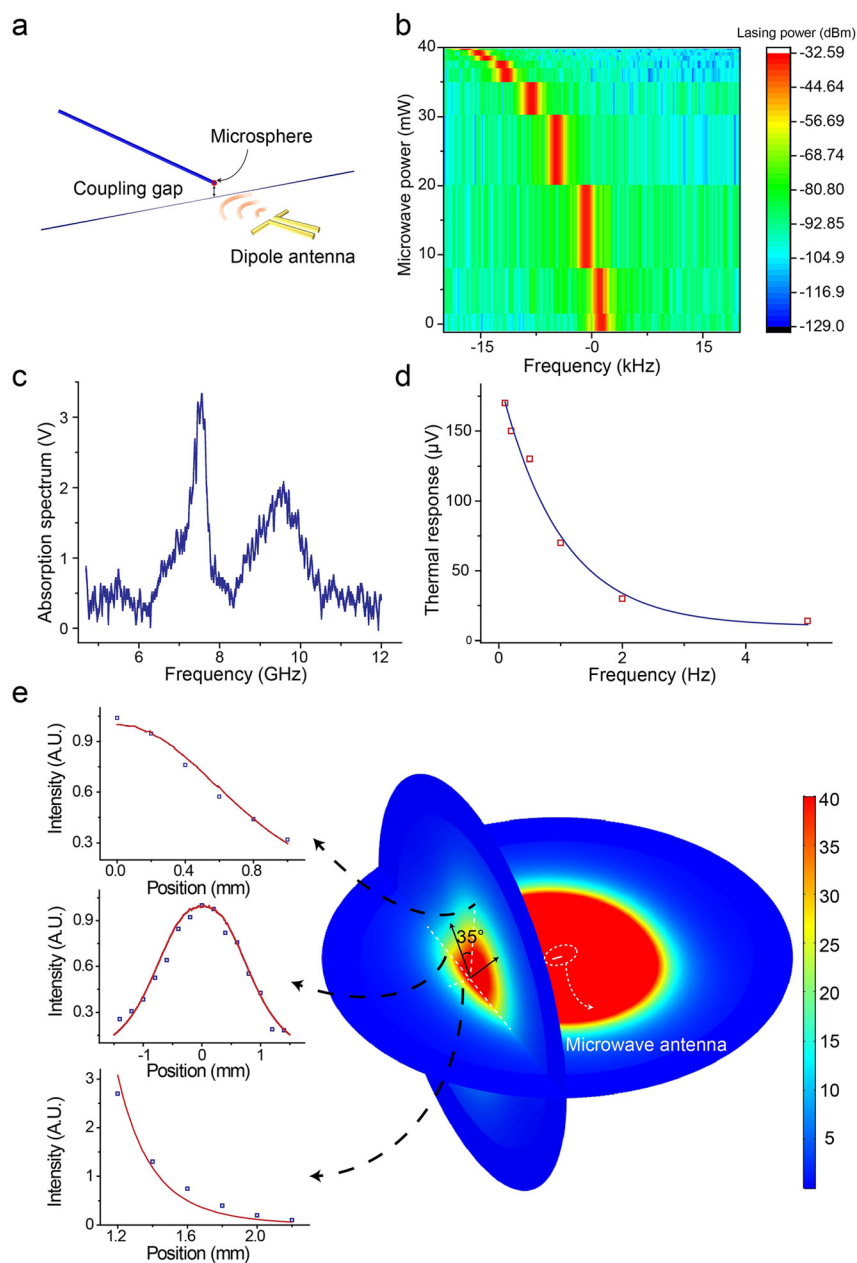 a
Microsphere
Coupling gap
Dipole antenna
b
Lasing power (dBm)
Microwave power (mW)
40
30
20
10
0
-15
-0
15
Frequency (kHz)
-32.59
-44.64
-56.69
-68.74
-80.80
-92.85
-104.9
-116.9
-129.0
c
Absorption spectrum (V)
3
2
1
0
6
8
10
12
Frequency (GHz)
d
Thermal response (μV)
150
100
50
0
0
2
4
Frequency (Hz)
e
Intensity (A.U.)
0.9
0.6
0.3
0.0
0.4
0.8
Position (mm)
Intensity (A.U.)
0.9
0.6
0.3
-1
0
1
Position (mm)
Intensity (A.U.)
3
2
1
0
1.2
1.6
2.0
Position (mm)
35°
Microwave antenna
40
35
30
25
20
15
10
5